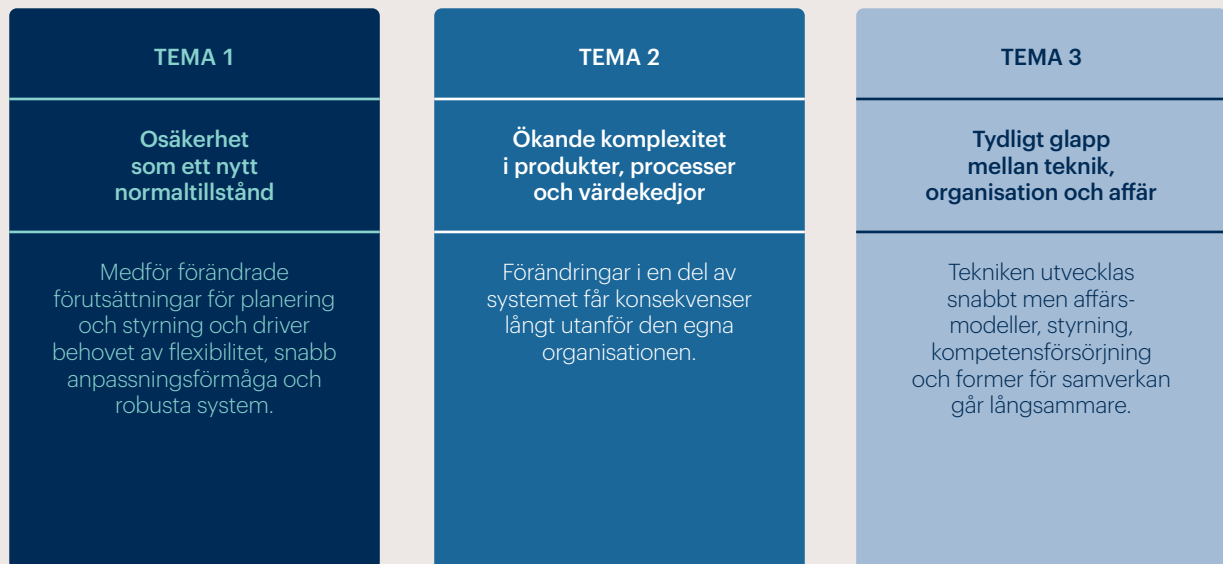 TEMA 1
Osäkerhet
som ett nytt
normaltillstånd
Medför förändrade
förutsättningar för planering
och styrning och driver
behovet av flexibilitet, snabb
anpassningsförmåga och
robusta system.
TEMA 2
Ökande komplexitet
i produkter, processer
och värdekedjor
Förändringar i en del av
systemet får konsekvenser
långt utanför den egna
organisationen.
TEMA 3
Tydligt glapp
mellan teknik,
organisation och affär
Tekniken utvecklas
snabbt men affärs-
modeller, styrning,
kompetensförsörjning
och former för samverkan
går långsammare.